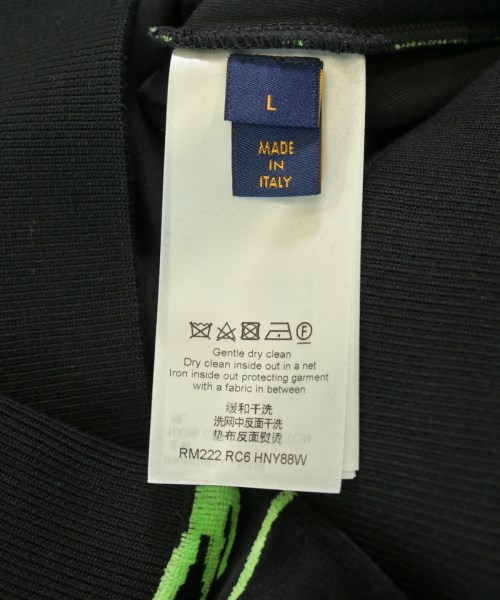 L
MADE
IN
ITALY
Gentle dry clean
Dry clean inside out in a net
Iron inside out protecting garment
with a fabric in between
缓和干洗
洗网中反面干洗
垫布反面熨烫
RM222 RC6 HNY88W